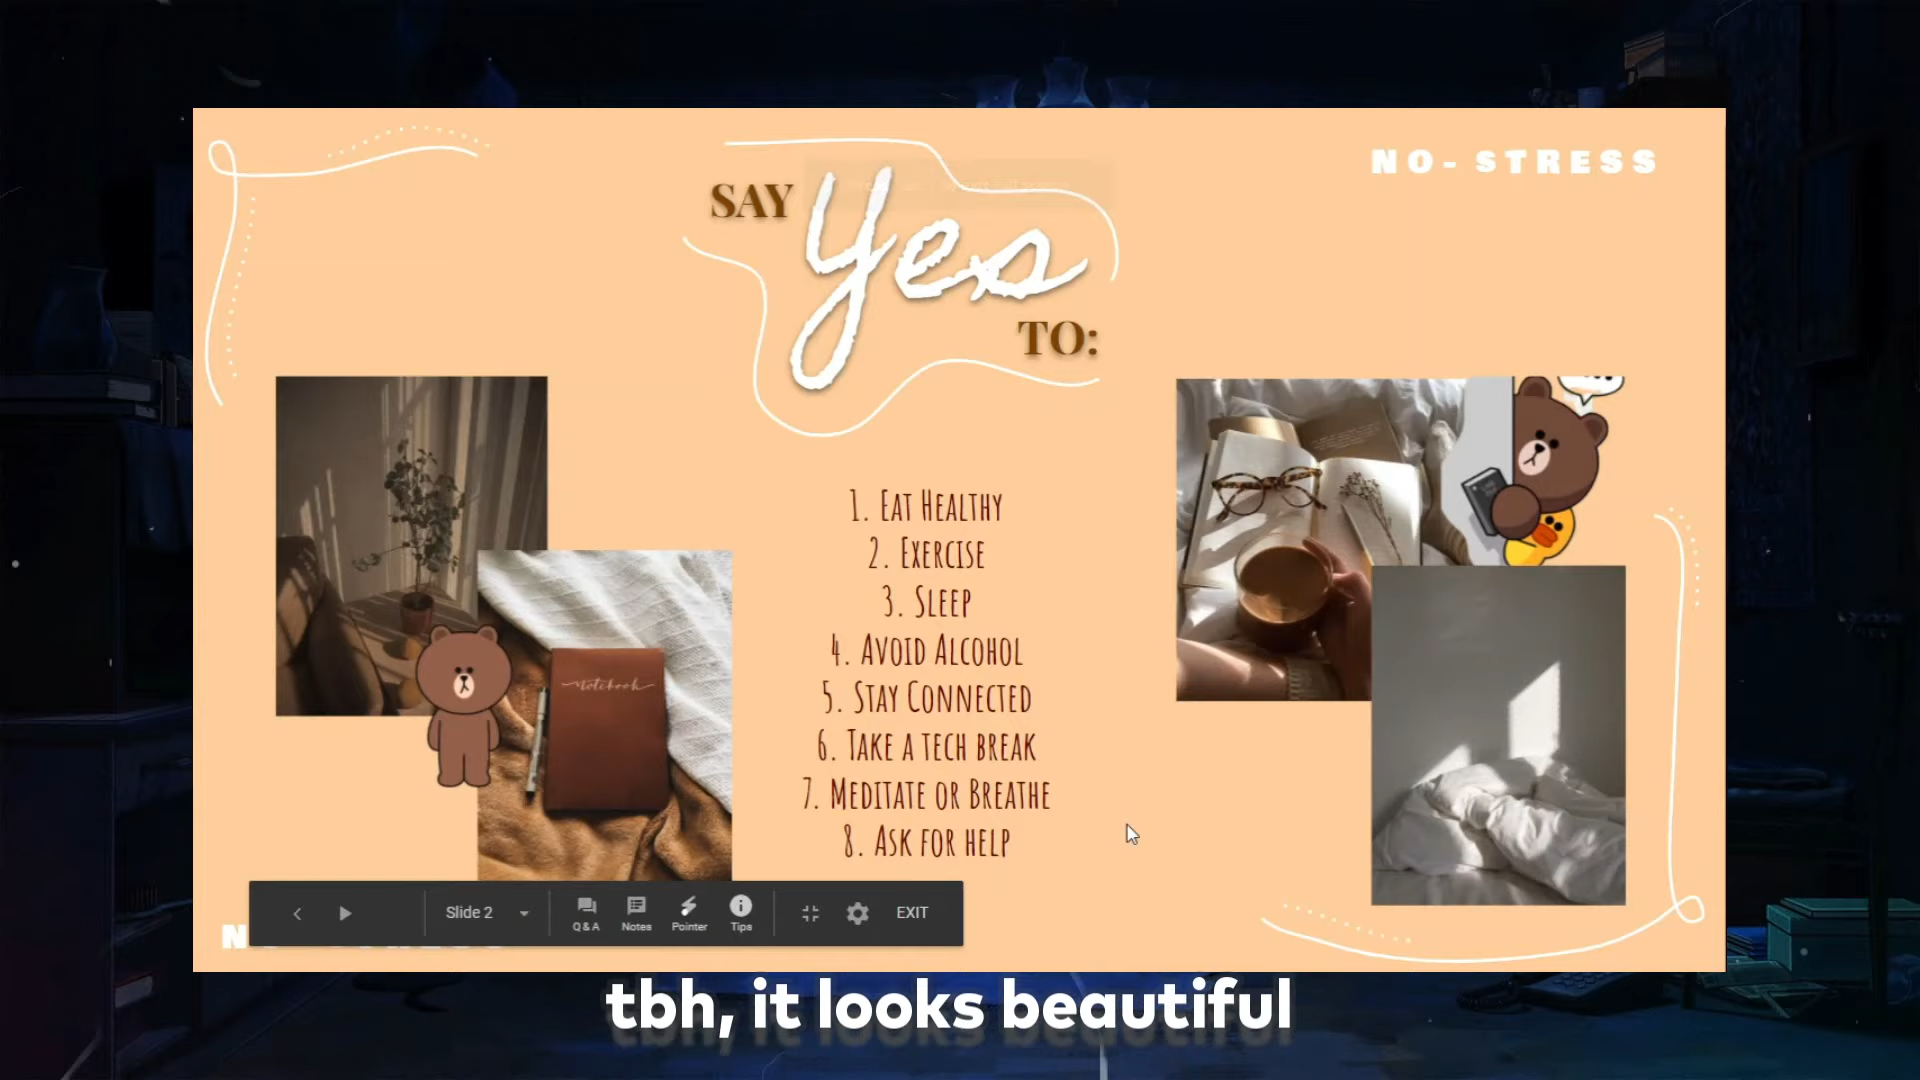 NO- STRESS
SAY
Yes
TO:
1. EAT HEALTHY
2. EXERCISE
3. SLEEP
4. AVOID ALCOHOL
5. STAY CONNECTED
6. TAKE A TECH BREAK
7. MEDITATE OR BREATHE
8. ASK FOR HELP
notebook
Slide 2
Q&A
Notes
Pointer
Tips
EXIT
tbh, it looks beautiful